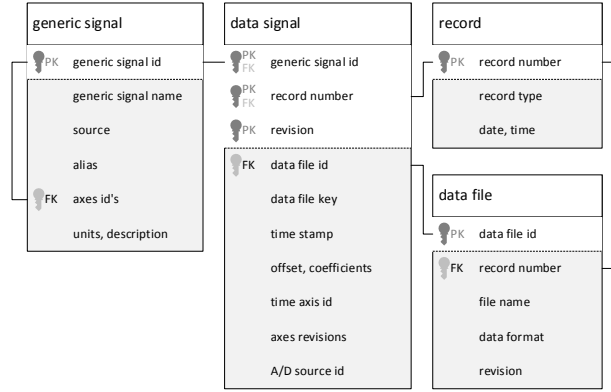 generic signal
PK generic signal id
generic signal name
source
alias
FK axes id's
units, description
data signal
PK
FK generic signal id
PK
FK record number
PK revision
FK data file id
data file key
time stamp
offset, coefficients
time axis id
axes revisions
A/D source id
record
PK record number
record type
date, time
data file
PK data file id
FK record number
file name
data format
revision